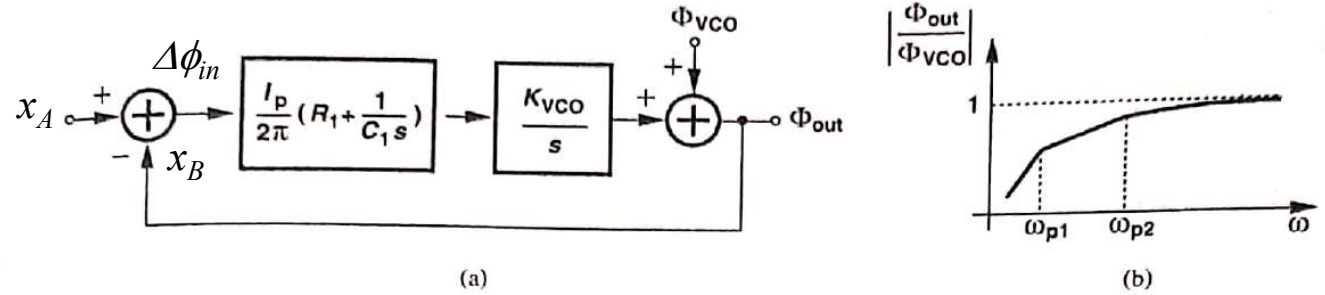 Φ_VCO
Δϕ_in
x_A
+
−
x_B
I_p/2π (R_1 + 1/C_1 s)
K_VCO/s
+
+
Φ_out
(a)
|Φ_out/Φ_VCO|
1
ω_p1
ω_p2
ω
(b)